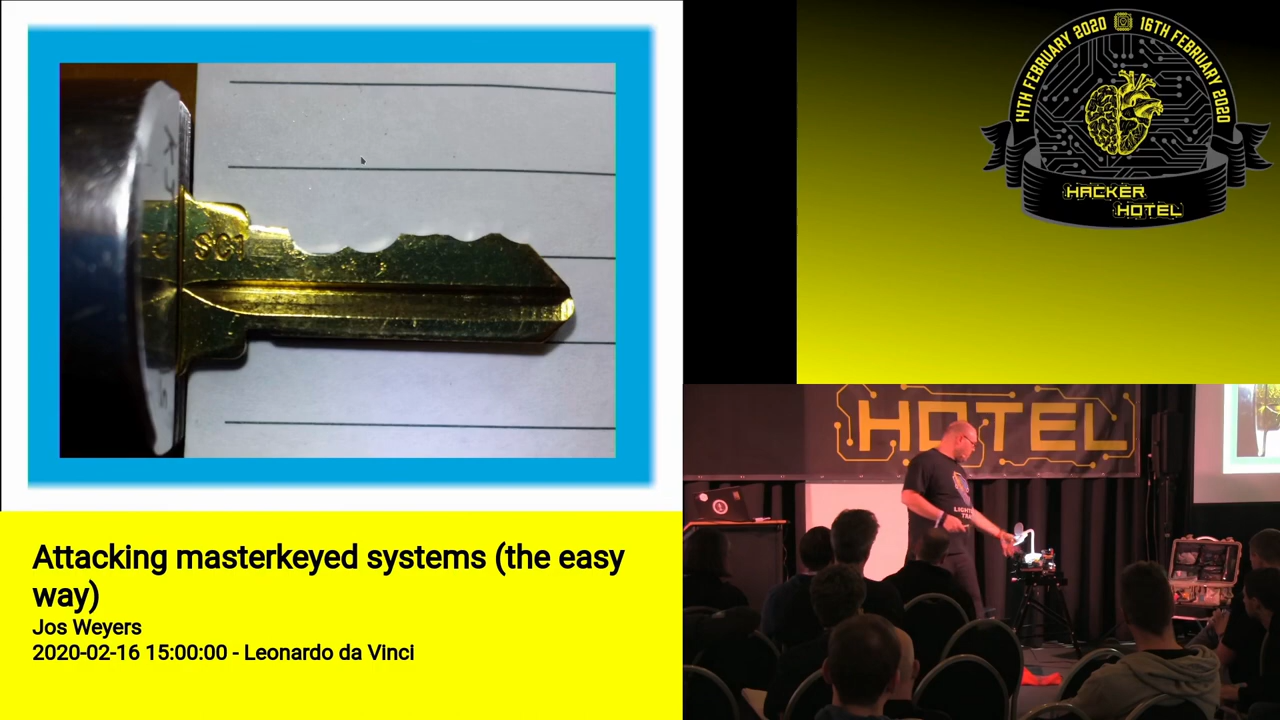 SC1
14TH FEBRUARY 2020
16TH FEBRUARY 2020
HACKER
HOTEL
HOTEL
Attacking masterkeyed systems (the easy
way)
Jos Weyers
2020-02-16 15:00:00 - Leonardo da Vinci